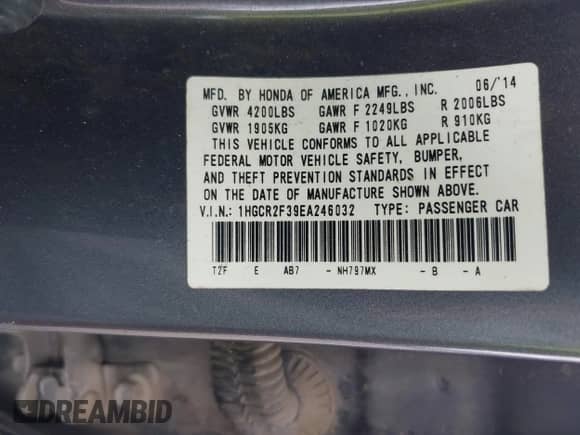 MFD. BY HONDA OF AMERICA MFG., INC. 06/'14
GVWR 4200LBS GAWR F 2249LBS R 2006LBS
GVWR 1905KG GAWR F 1020KG R 910KG
THIS VEHICLE CONFORMS TO ALL APPLICABLE
FEDERAL MOTOR VEHICLE SAFETY, BUMPER,
AND THEFT PREVENTION STANDARDS IN EFFECT
ON THE DATE OF MANUFACTURE SHOWN ABOVE.
V.I.N.: 1HGCR2F39EA246032 TYPE: PASSENGER CAR
T2F E AB7 - NH797MX - B - A
DREAMBID